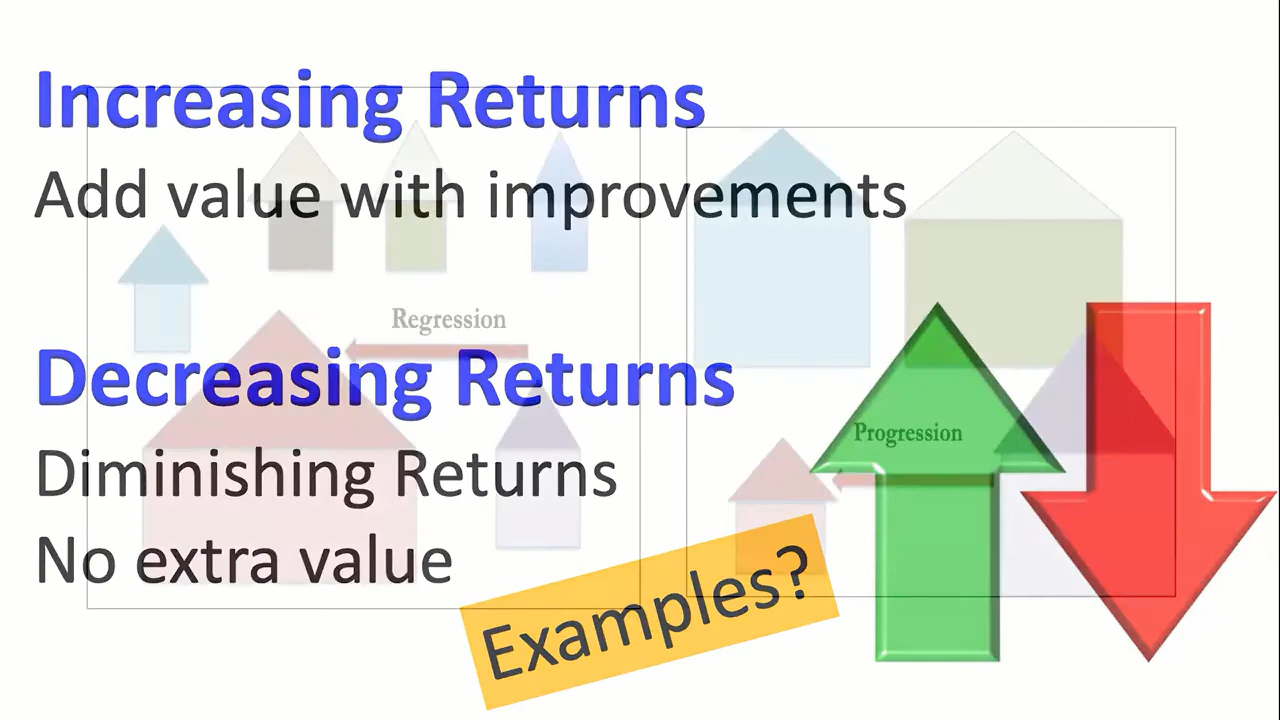 Increasing Returns
Add value with improvements
Regression
Decreasing Returns
Progression
Diminishing Returns
No extra value
Examples?